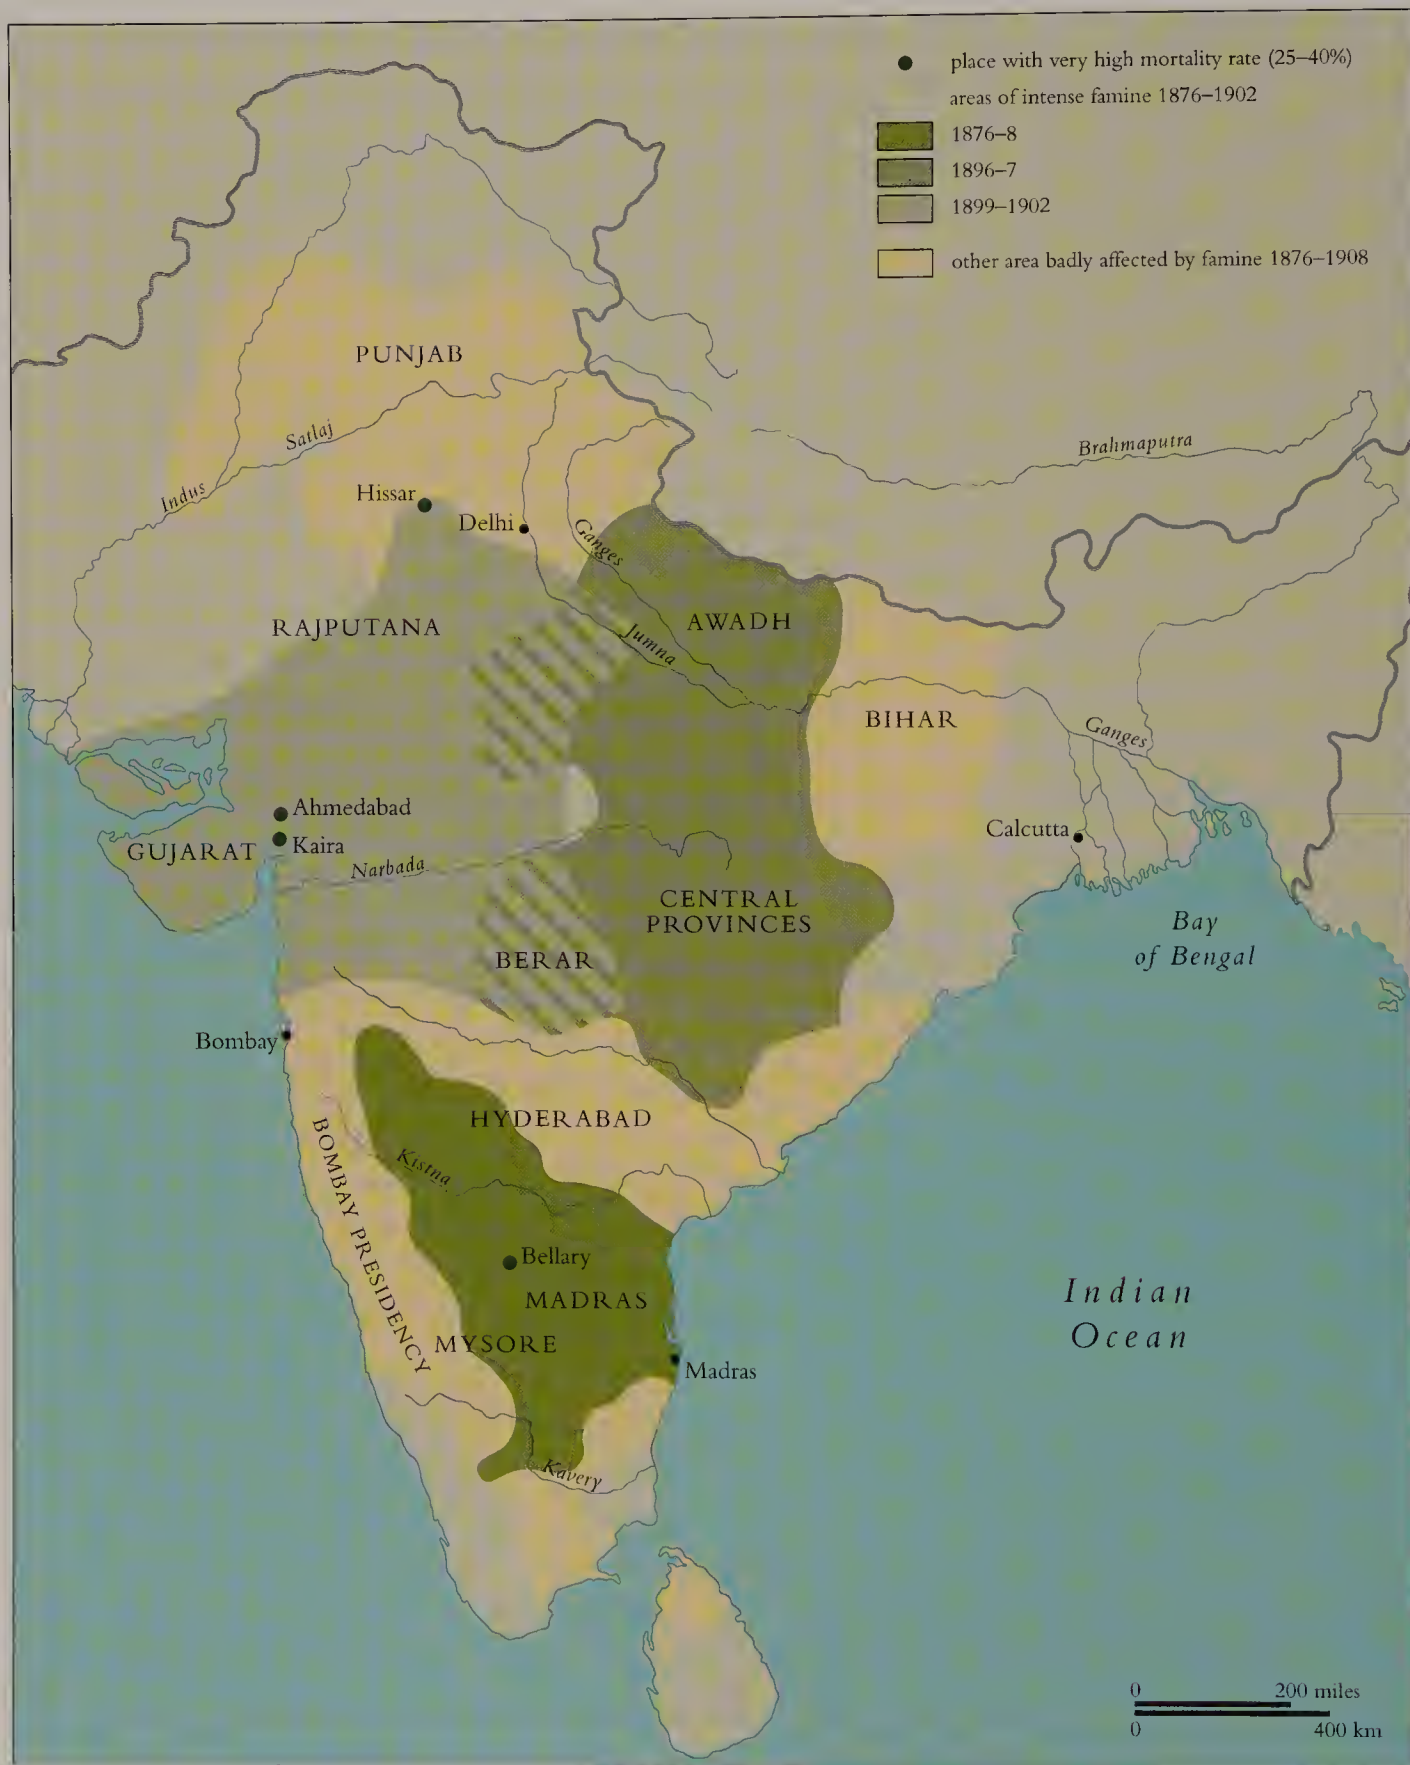 place with very high mortality rate (25–40%)
areas of intense famine 1876–1902
1876–8
1896–7
1899–1902
other area badly affected by famine 1876–1908
PUNJAB
Satlaj
Brahmaputra
Indus
Hissar
Delhi
Ganges
RAJPUTANA
AWADH
Jumna
BIHAR
Ganges
Ahmedabad
Calcutta
Kaira
GUJARAT
Narbada
CENTRAL
PROVINCES
Bay
of Bengal
BERAR
Bombay
HYDERABAD
BOMBAY PRESIDENCY
Kistna
Bellary
MADRAS
Indian
Ocean
MYSORE
Madras
Kavery
0 200 miles
0 400 km